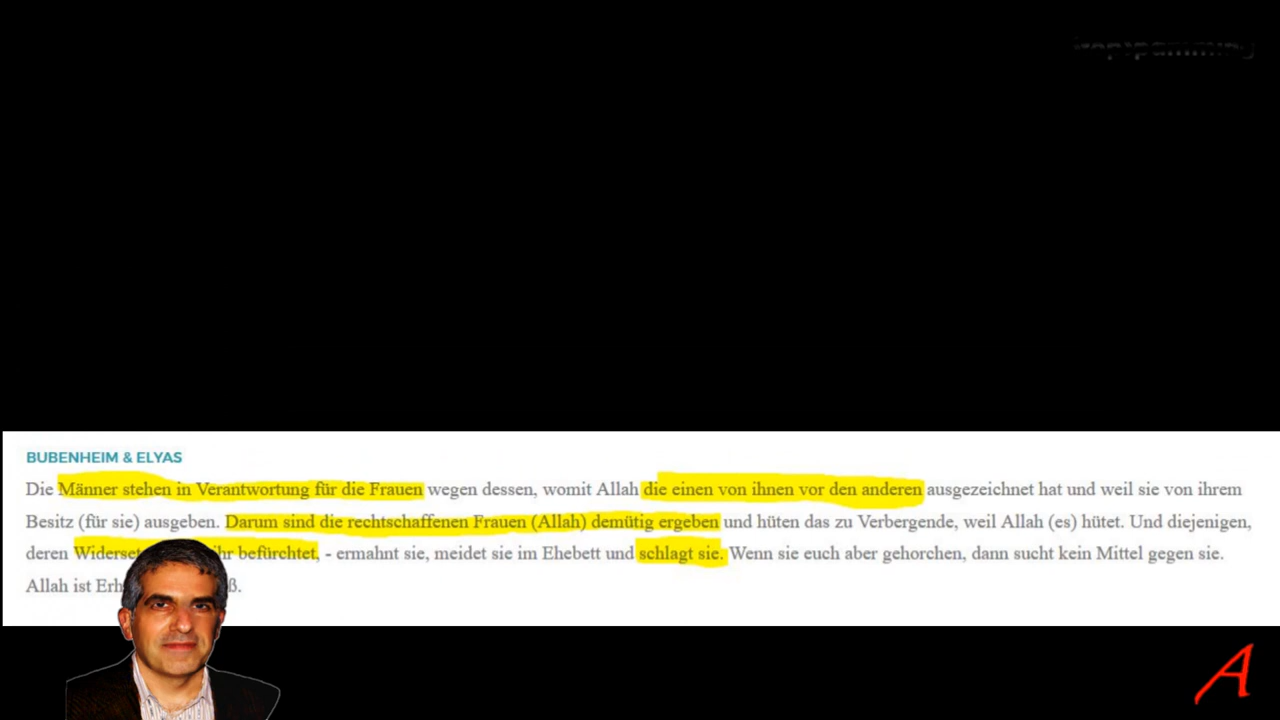 BUBENHEIM & ELYAS
Die Männer stehen in Verantwortung für die Frauen wegen dessen, womit Allah die einen von ihnen vor den anderen ausgezeichnet hat und weil sie von ihrem
Besitz (für sie) ausgeben. Darum sind die rechtschaffenen Frauen (Allah) demütig ergeben und hüten das zu Verbergende, weil Allah (es) hütet. Und diejenigen,
deren Widerset ihr befürchtet, - ermahnt sie, meidet sie im Ehebett und schlagt sie. Wenn sie euch aber gehorchen, dann sucht kein Mittel gegen sie.
Allah ist Erh ß.
A